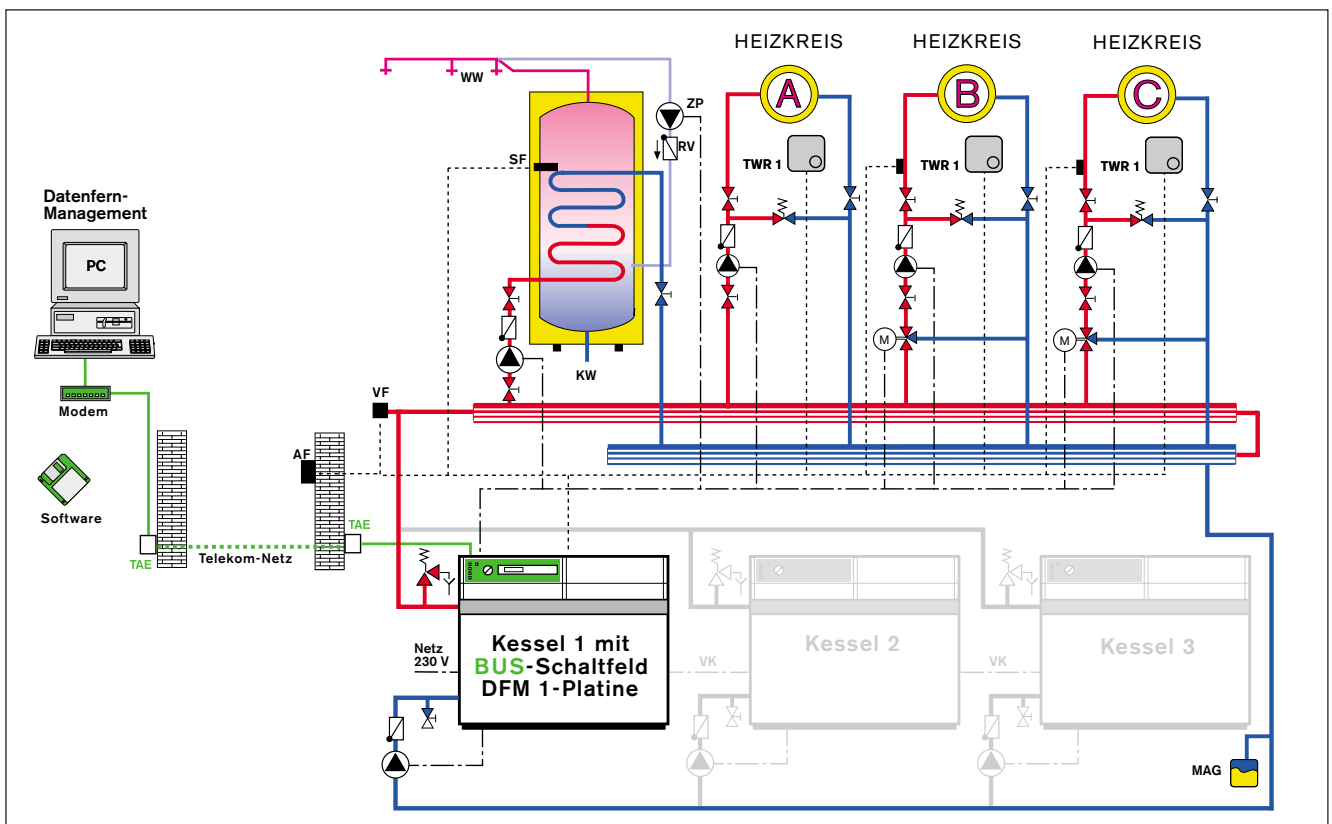 HEIZKREIS
HEIZKREIS
HEIZKREIS
A
B
C
WW
ZP
RV
SF
TWR 1
TWR 1
TWR 1
Datenfern-
Management
PC
Modem
Software
KW
M
M
VF
AF
TAE
TAE
Telekom-Netz
Netz
230 V
Kessel 1 mit
BUS-Schaltfeld
DFM 1-Platine
VK
Kessel 2
VK
Kessel 3
MAG